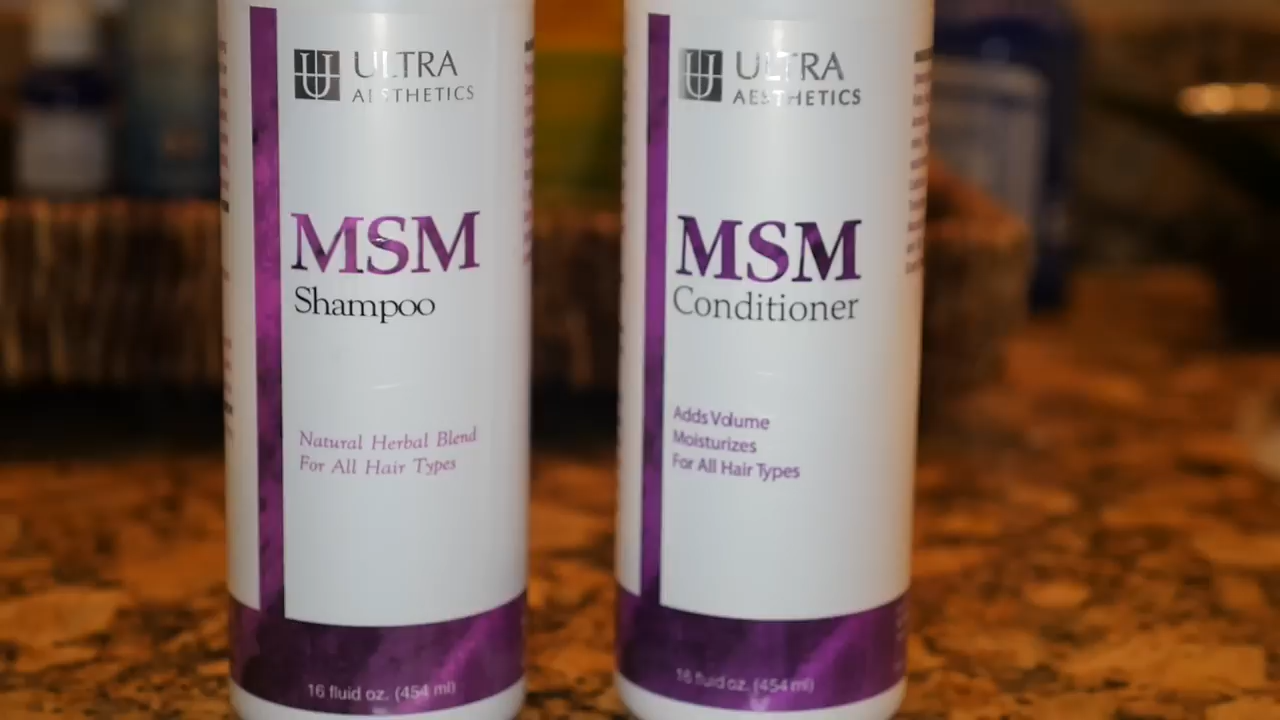 ULTRA
AESTHETICS
MSM
Shampoo
Natural Herbal Blend
For All Hair Types
16 fluid oz. (454 ml)
ULTRA
AESTHETICS
MSM
Conditioner
Adds Volume
Moisturizes
For All Hair Types
16 fluid oz. (454 ml)